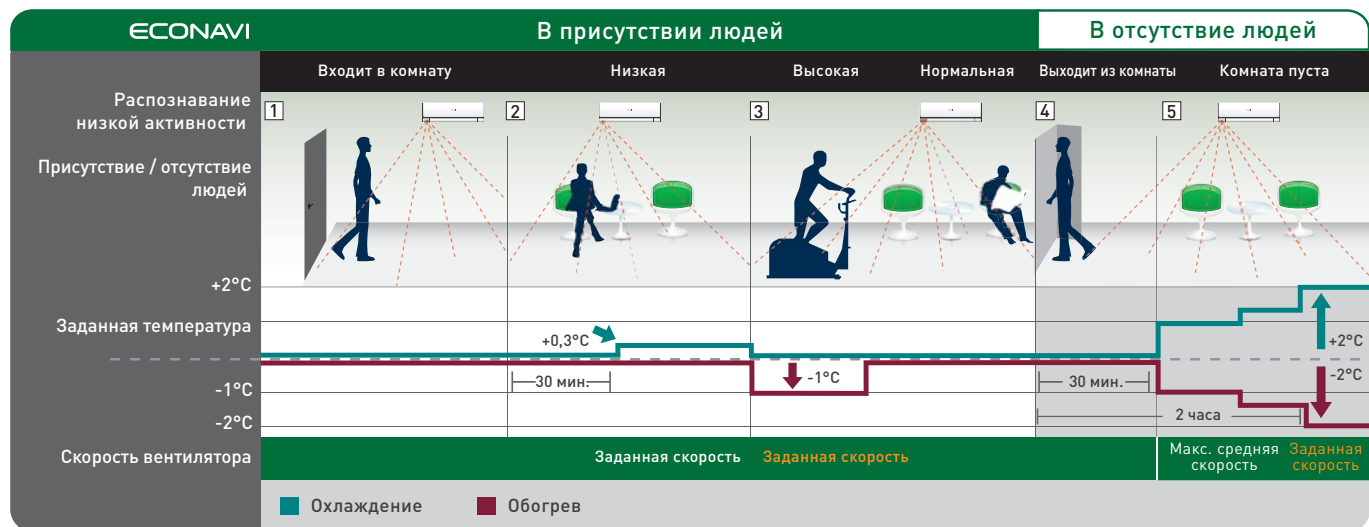 ECONAVI
В присутствии людей
В отсутствие людей
Входит в комнату
Низкая
Высокая
Нормальная
Выходит из комнаты
Комната пуста
Распознавание
низкой активности
Присутствие / отсутствие
людей
1
2
3
4
5
+2°C
Заданная температура
-1°C
-2°C
+0,3°C
30 мин.
-1°C
30 мин.
2 часа
+2°C
-2°C
Скорость вентилятора
Заданная скорость Заданная скорость
Макс. средняя
скорость
Заданная
скорость
Охлаждение
Обогрев